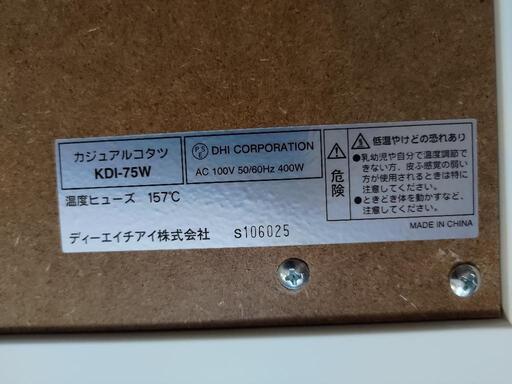 カジュアルコタツ
KDI-75W
PSE DHI CORPORATION
AC 100V 50/60Hz 400W
温度ヒューズ 157℃
ディーエイチアイ株式会社 S106025
危険
低温やけどの恐れあり
●乳幼児や自分で温度調節で
きない方、皮ふ感覚の弱い
方が使用されるときは特に
注意してください。
●ときどき体を動かすなど、
注意してください。
MADE IN CHINA